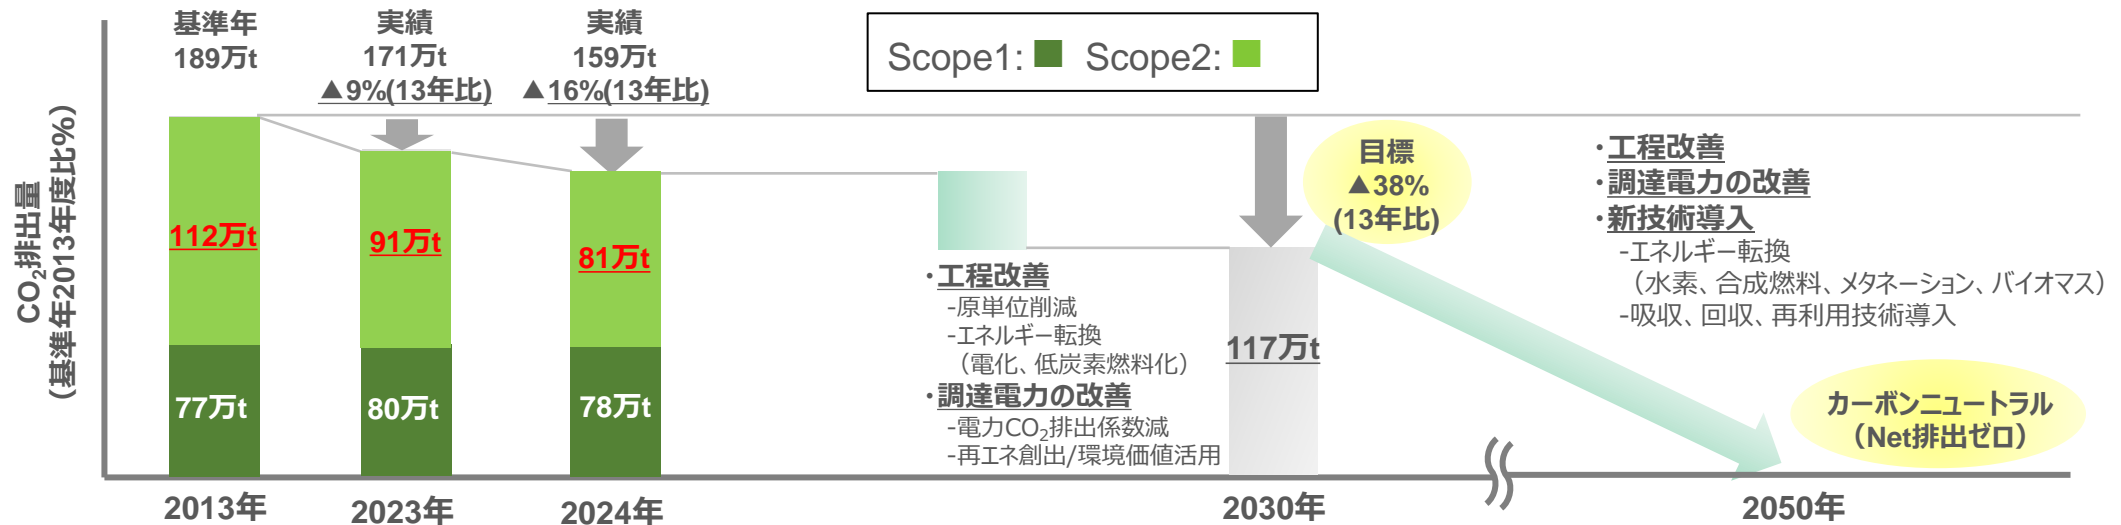 基準年
189万t
実績
171万t
▲9%(13年比)
実績
159万t
▲16%(13年比)
Scope1: Scope2:
CO₂排出量
(基準年2013年度比%)
112万t
77万t
91万t
80万t
81万t
78万t
・工程改善
-原単位削減
-エネルギー転換
（電化、低炭素燃料化）
・調達電力の改善
-電力CO₂排出係数減
-再エネ創出/環境価値活用
117万t
目標
▲38%
(13年比)
・工程改善
・調達電力の改善
・新技術導入
-エネルギー転換
（水素、合成燃料、メタネーション、バイオマス）
-吸収、回収、再利用技術導入
カーボンニュートラル
（Net排出ゼロ）
2013年
2023年
2024年
2030年
2050年